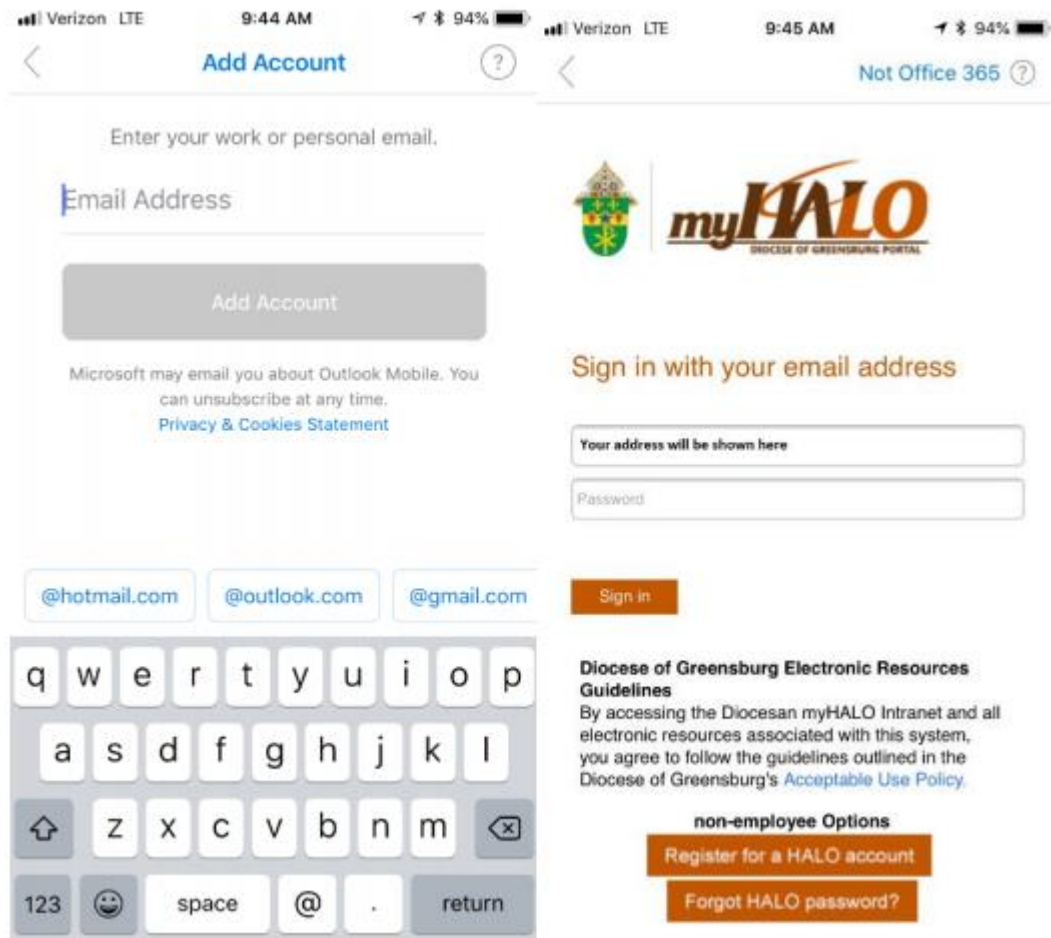 Verizon LTE 9:44 AM 94%
Add Account
?
Enter your work or personal email.
Email Address
Add Account
Microsoft may email you about Outlook Mobile. You
can unsubscribe at any time.
Privacy & Cookies Statement
@hotmail.com @outlook.com @gmail.com
q w e r t y u i o p
a s d f g h j k l
z x c v b n m
123 space @ . return
Verizon LTE 9:45 AM 94%
Not Office 365 ?
myHALO
DIOCESE OF GREENSBURG PORTAL
Sign in with your email address
Your address will be shown here
Password
Sign in
Diocese of Greensburg Electronic Resources
Guidelines
By accessing the Diocesan myHALO Intranet and all
electronic resources associated with this system,
you agree to follow the guidelines outlined in the
Diocese of Greensburg's Acceptable Use Policy.
non-employee Options
Register for a HALO account
Forgot HALO password?